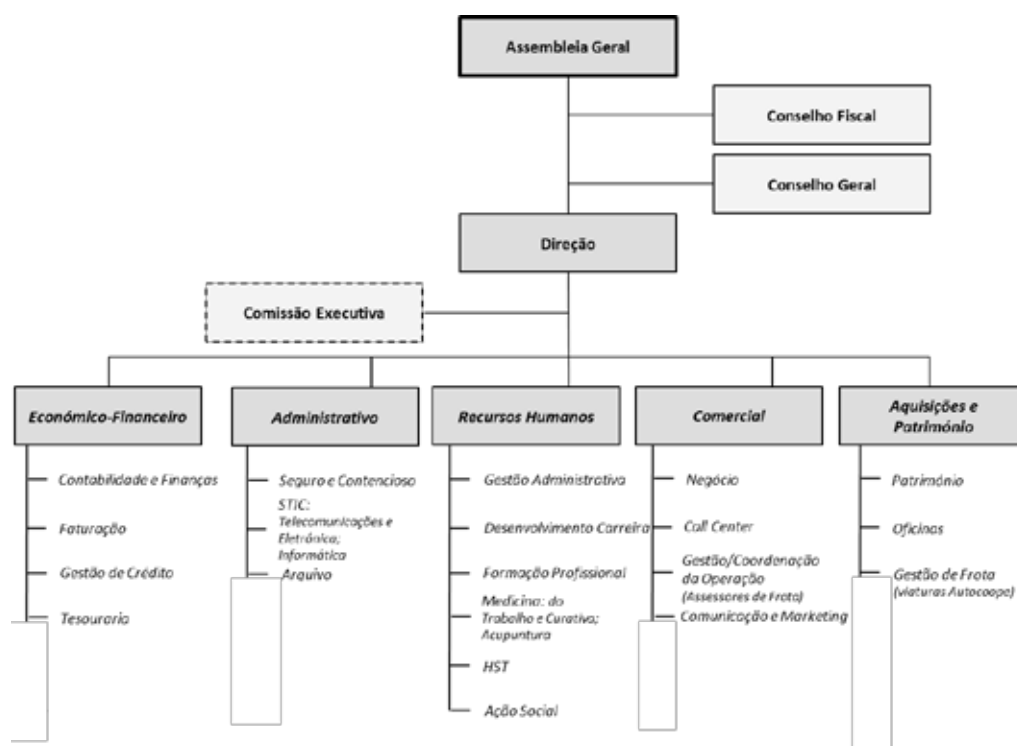 Assembleia Geral
Conselho Fiscal
Conselho Geral
Direção
Comissão Executiva
Económico-Financeiro
Contabilidade e Finanças
Faturação
Gestão de Crédito
Tesouraria
Administrativo
Seguro e Contencioso
STIC:
Telecomunicações e
Eletrónica;
Informática
Arquivo
Recursos Humanos
Gestão Administrativa
Desenvolvimento Carreira
Formação Profissional
Medicina: do
Trabalho e Curativo;
Acupuntura
HST
Ação Social
Comercial
Negócio
Call Center
Gestão/Coordenação
da Operação
(Assessores de Frota)
Comunicação e Marketing
Aquisições e
Património
Património
Oficinas
Gestão de Frota
(viaturas Autocoope)